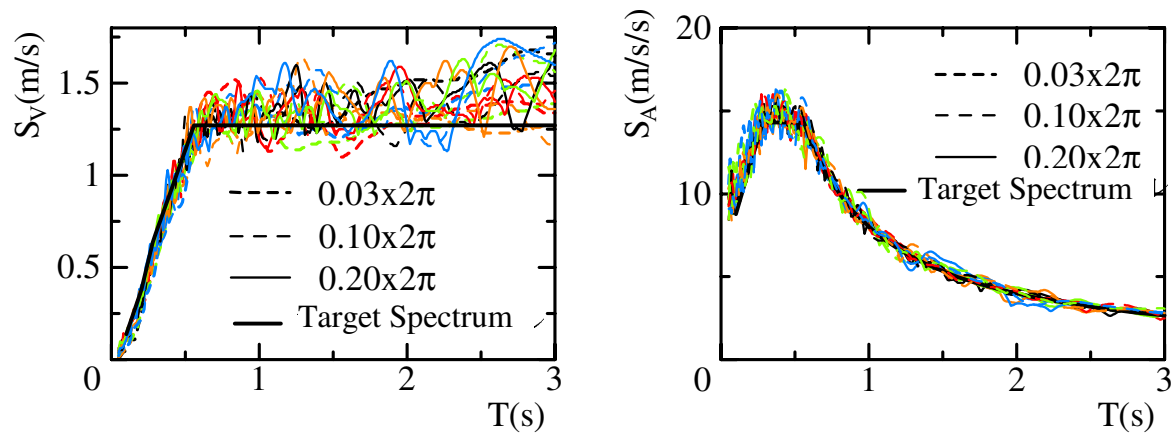 S_V(m/s)
1.5
1
0.5
0
1
2
3
T(s)
0.03x2π
0.10x2π
0.20x2π
Target Spectrum
S_A(m/s/s)
20
10
0
1
2
3
T(s)
0.03x2π
0.10x2π
0.20x2π
Target Spectrum